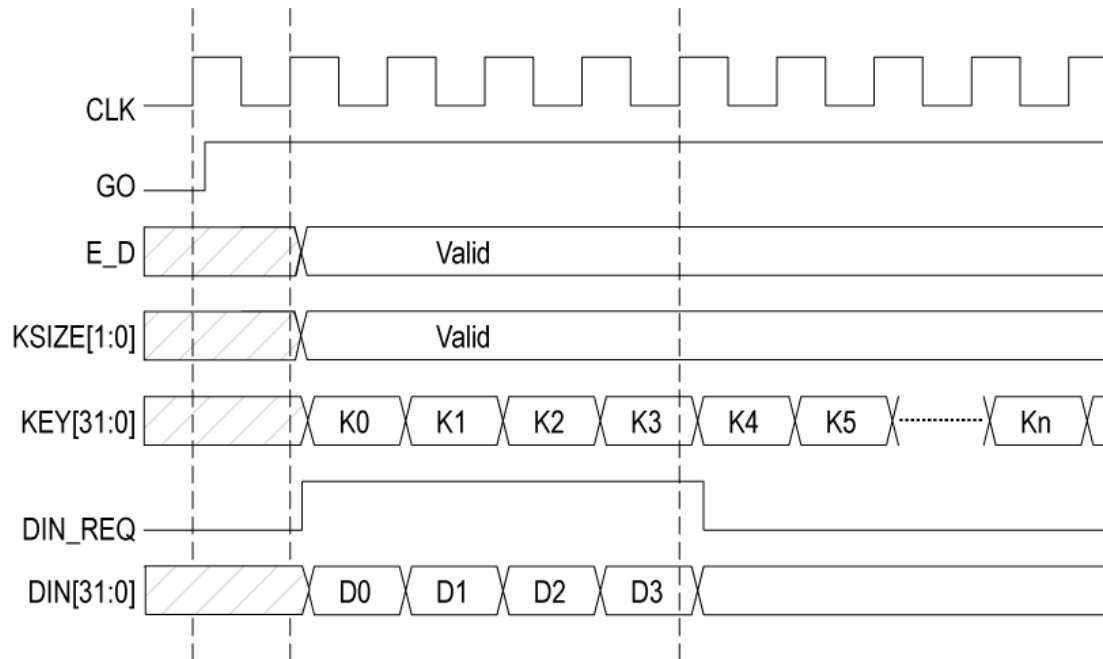 CLK
GO
E_D Valid
KSIZE[1:0] Valid
KEY[31:0] K0 K1 K2 K3 K4 K5 Kn
DIN_REQ
DIN[31:0] D0 D1 D2 D3